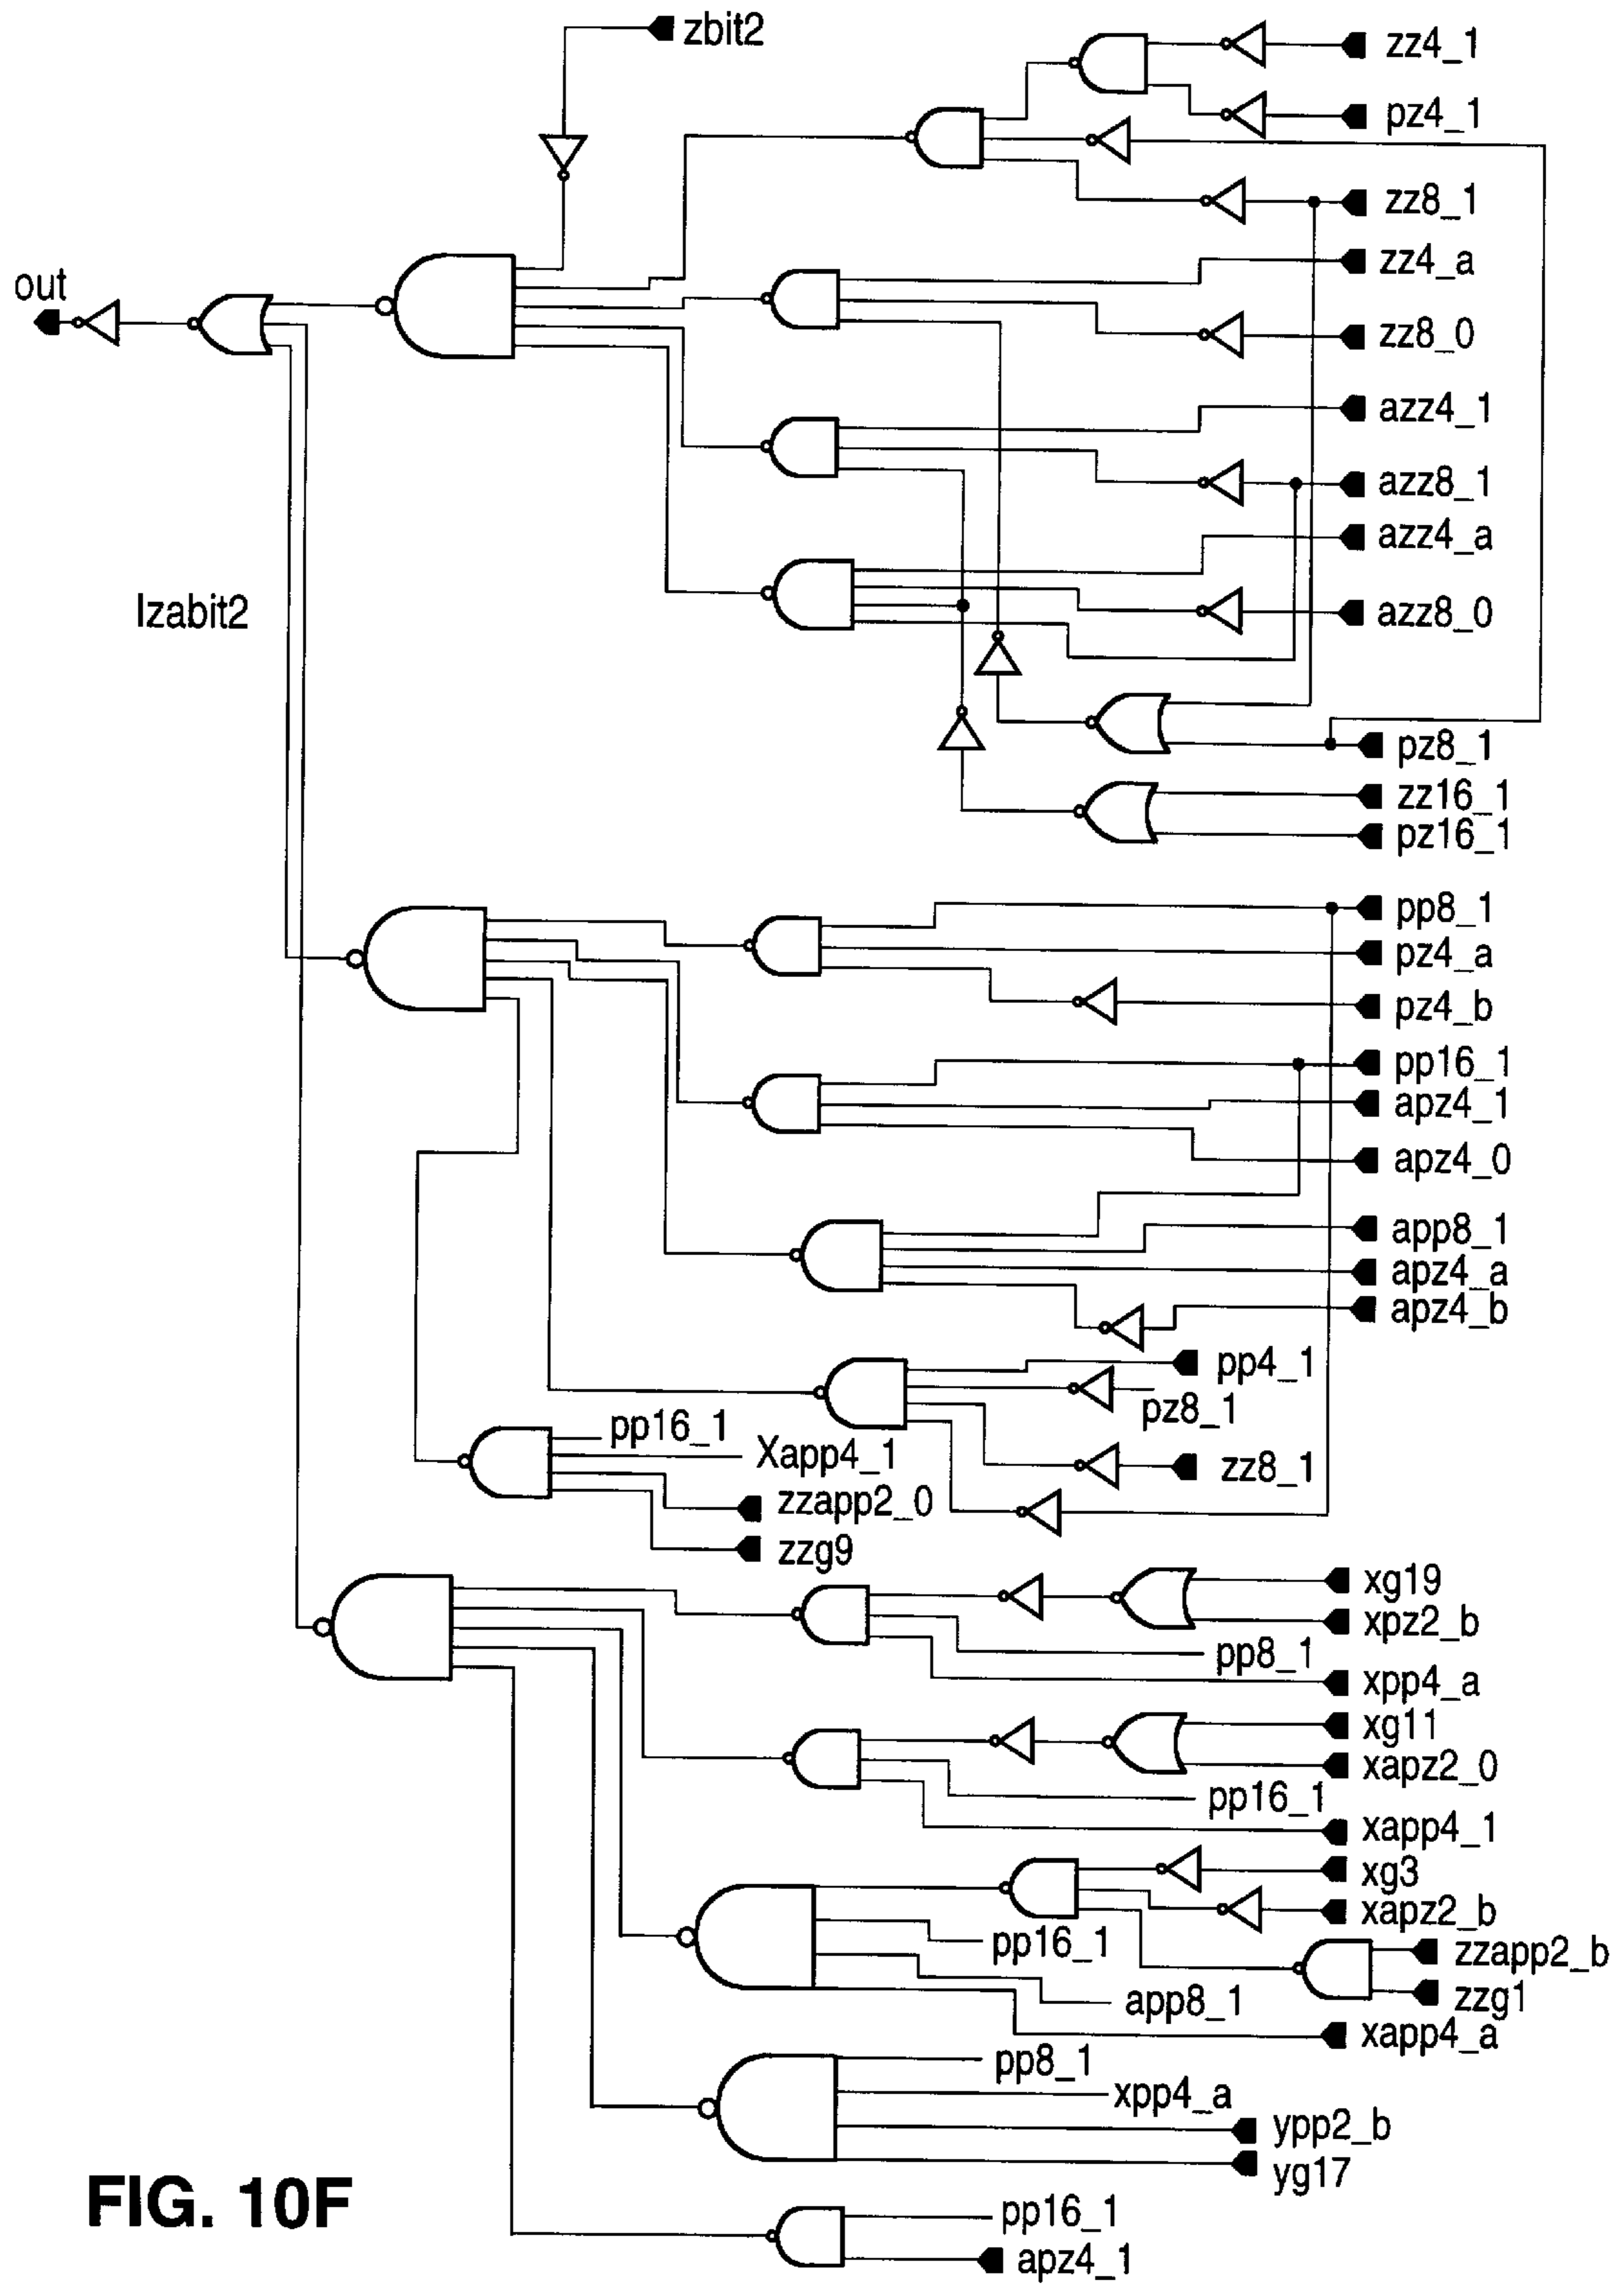 zbit2
zz4_1
pz4_1
zz8_1
out
zz4_a
zz8_0
azz4_1
azz8_1
azz4_a
Izabit2
azz8_0
pz8_1
zz16_1
pz16_1
pp8_1
pz4_a
pz4_b
pp16_1
apz4_1
apz4_0
app8_1
apz4_a
apz4_b
pp4_1
pz8_1
pp16_1
Xapp4_1
zz8_1
zzapp2_0
zzg9
xg19
xpz2_b
pp8_1
xpp4_a
xg11
xapz2_0
pp16_1
xapp4_1
xg3
xapz2_b
pp16_1
zzapp2_b
app8_1
zzg1
xapp4_a
pp8_1
xpp4_a
ypp2_b
yg17
FIG. 10F
pp16_1
apz4_1